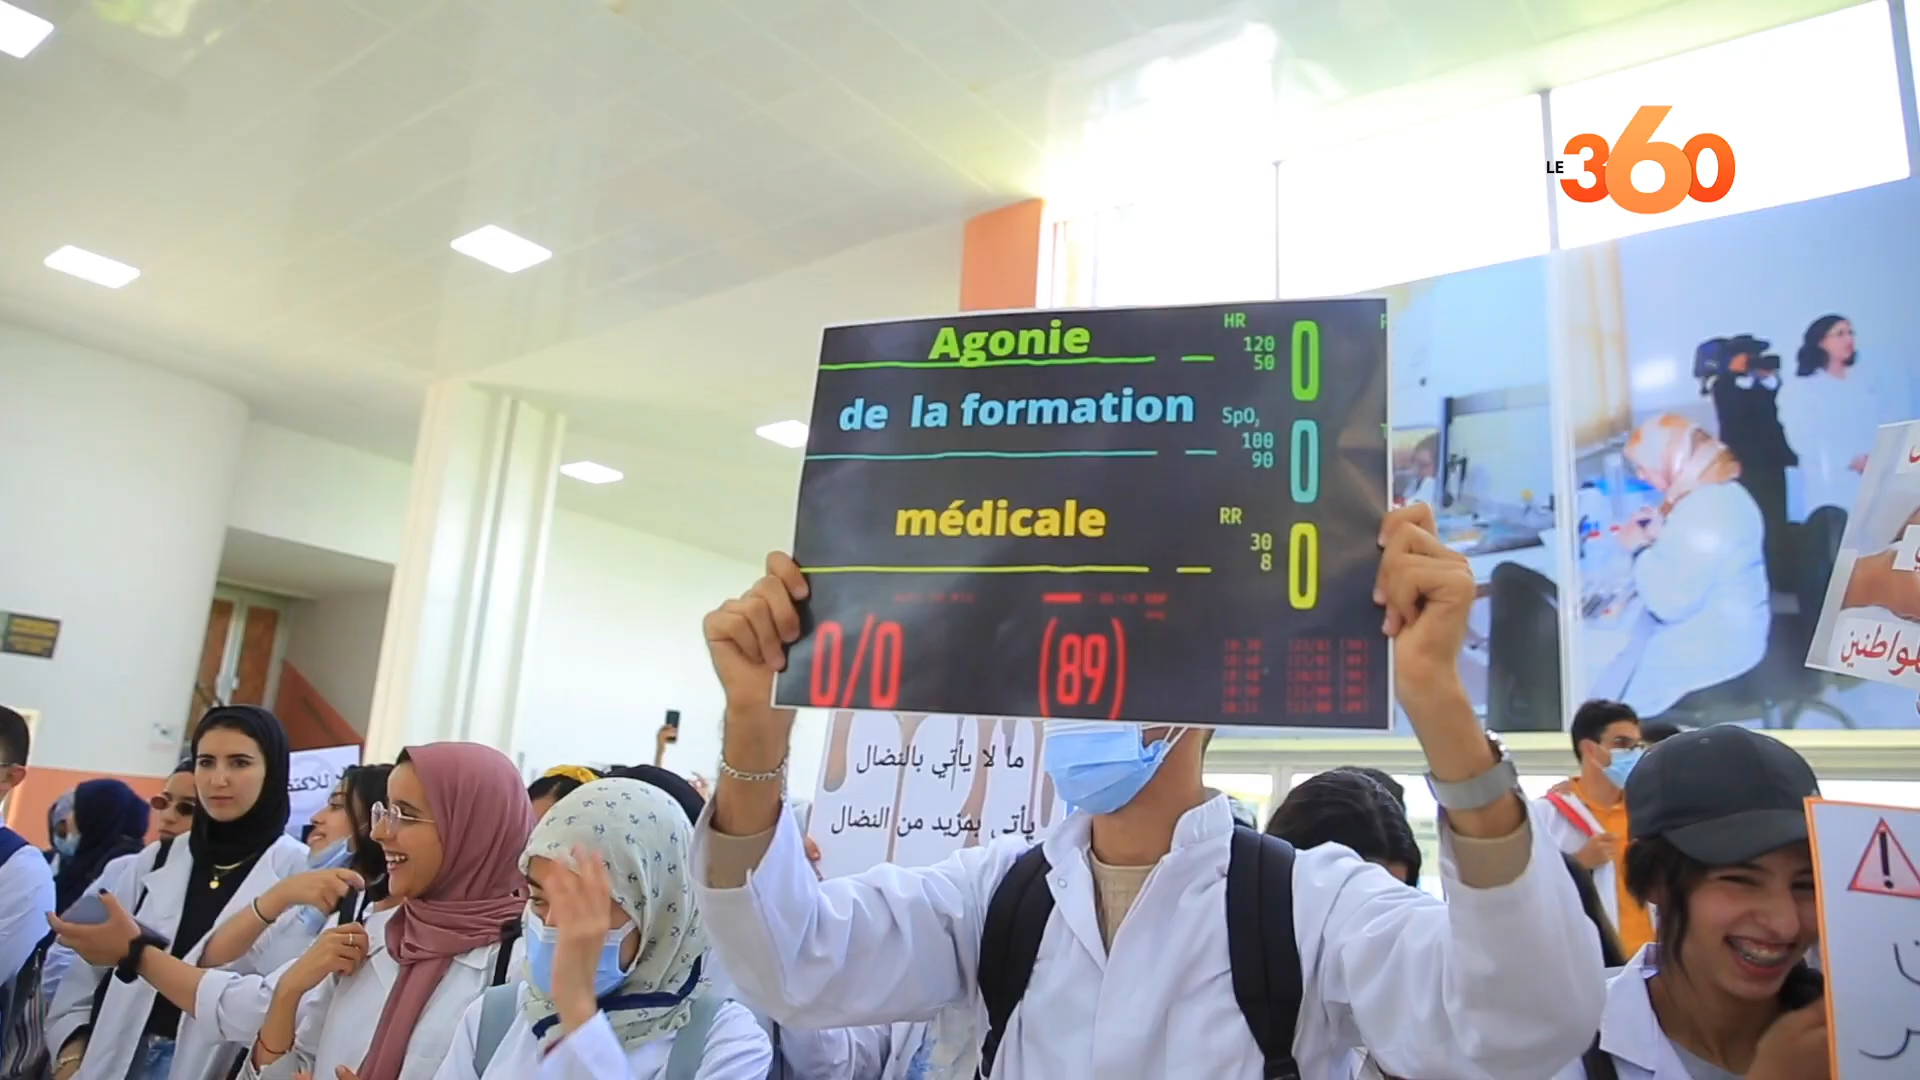 LE 360
Agonie
de la formation
médicale
HR
120
50
0
SpO₂
100
90
0
RR
30
8
0
0/0
(89)
ما لا يأتي بالنضال
يأتي بمزيد من النضال